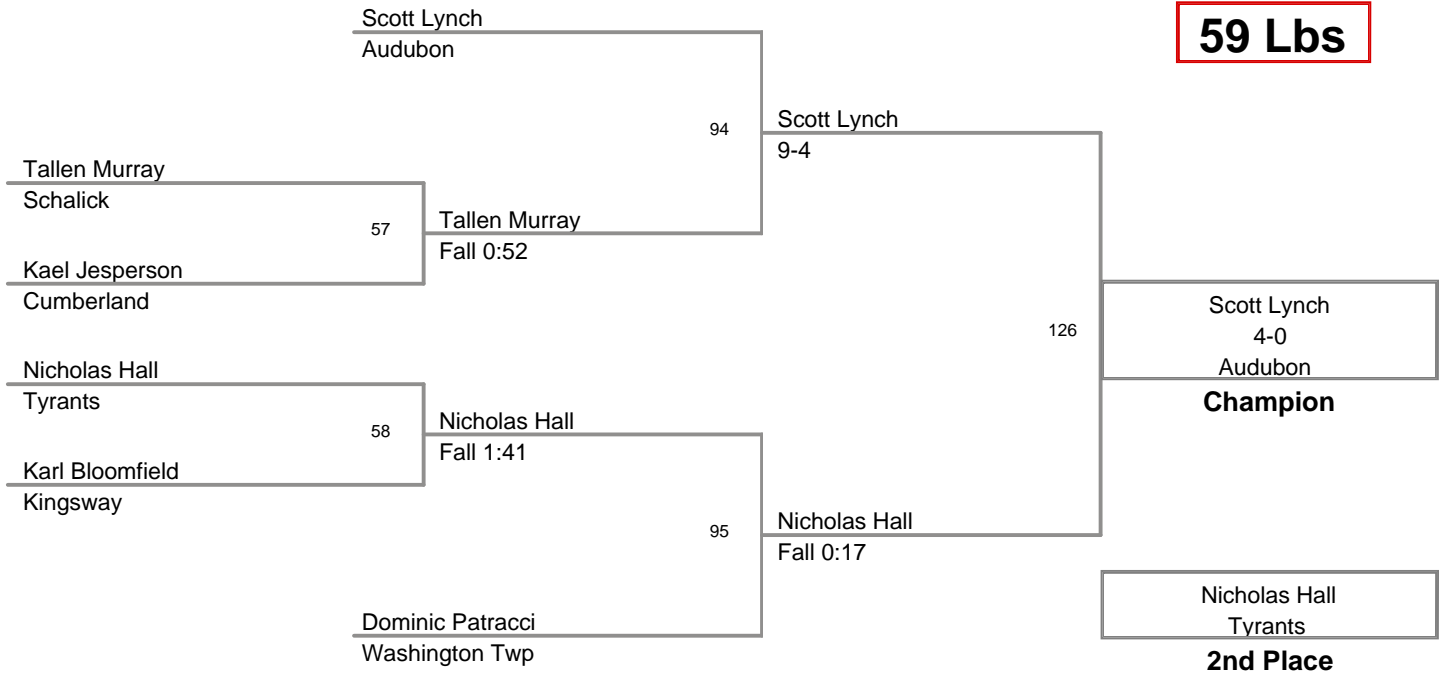 59 Lbs
Scott Lynch
Audubon
94
Scott Lynch
9-4
Tallen Murray
Schalick
57
Tallen Murray
Fall 0:52
Kael Jesperson
Cumberland
126
Scott Lynch
4-0
Audubon
Champion
Nicholas Hall
Tyrants
58
Nicholas Hall
Fall 1:41
Karl Bloomfield
Kingsway
95
Nicholas Hall
Fall 0:17
Dominic Patracci
Washington Twp
Nicholas Hall
Tyrants
2nd Place